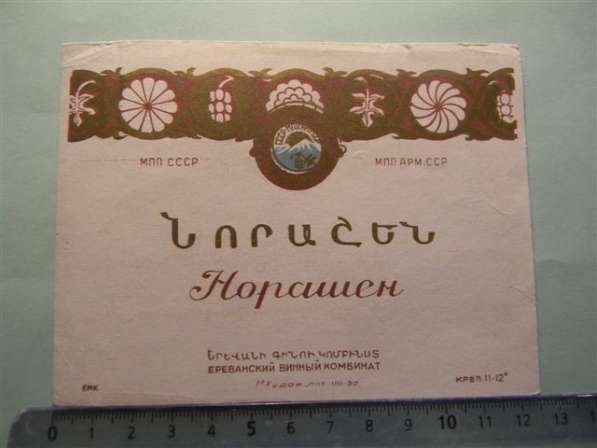 МПП СССР
МПП АРМ.ССР
ՆՈՐԱՇԵՆ
Норашен
ԵՐԵՎԱՆԻ ԳԻՆՈՒ ԿՈՄԲԻՆԱՏ
ЕРЕВАНСКИЙ ВИННЫЙ КОМБИНАТ
ЕМК
КРЕП 11-12°
0 1 2 3 4 5 6 7 8 9 10 11 12 13